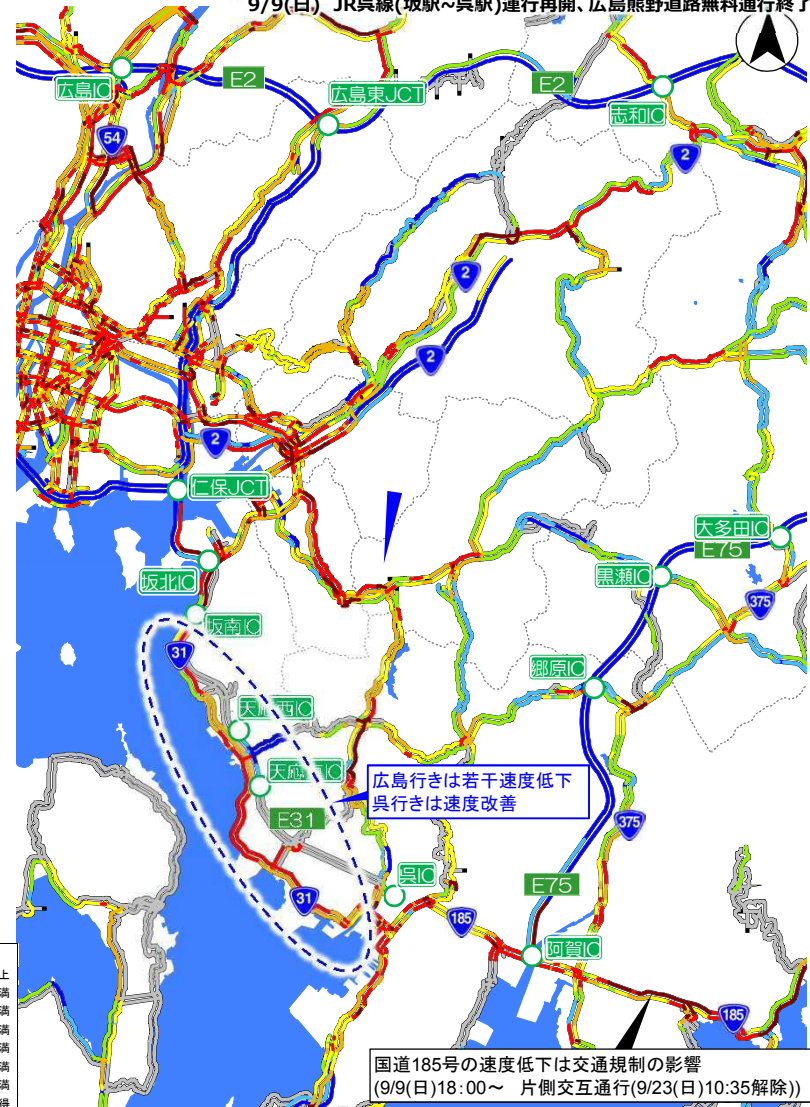 9/9(日) JR呉線(坂駅~呉駅)運行再開、広島熊野道路無料通行終了
広島IC
E2
広島東JCT
E2
志和IC
54
2
2
2
2
仁保JCT
大多田IC
E75
坂北IC
黒瀬IC
375
坂南IC
31
郷原IC
天応西IC
広島行きは若干速度低下
呉行きは速度改善
E31
375
呉IC
31
E75
185
阿賀IC
185
国道185号の速度低下は交通規制の影響
(9/9(日)18:00～ 片側交互通行(9/23(日)10:35解除))
上
満
満
満
満
満
満
得